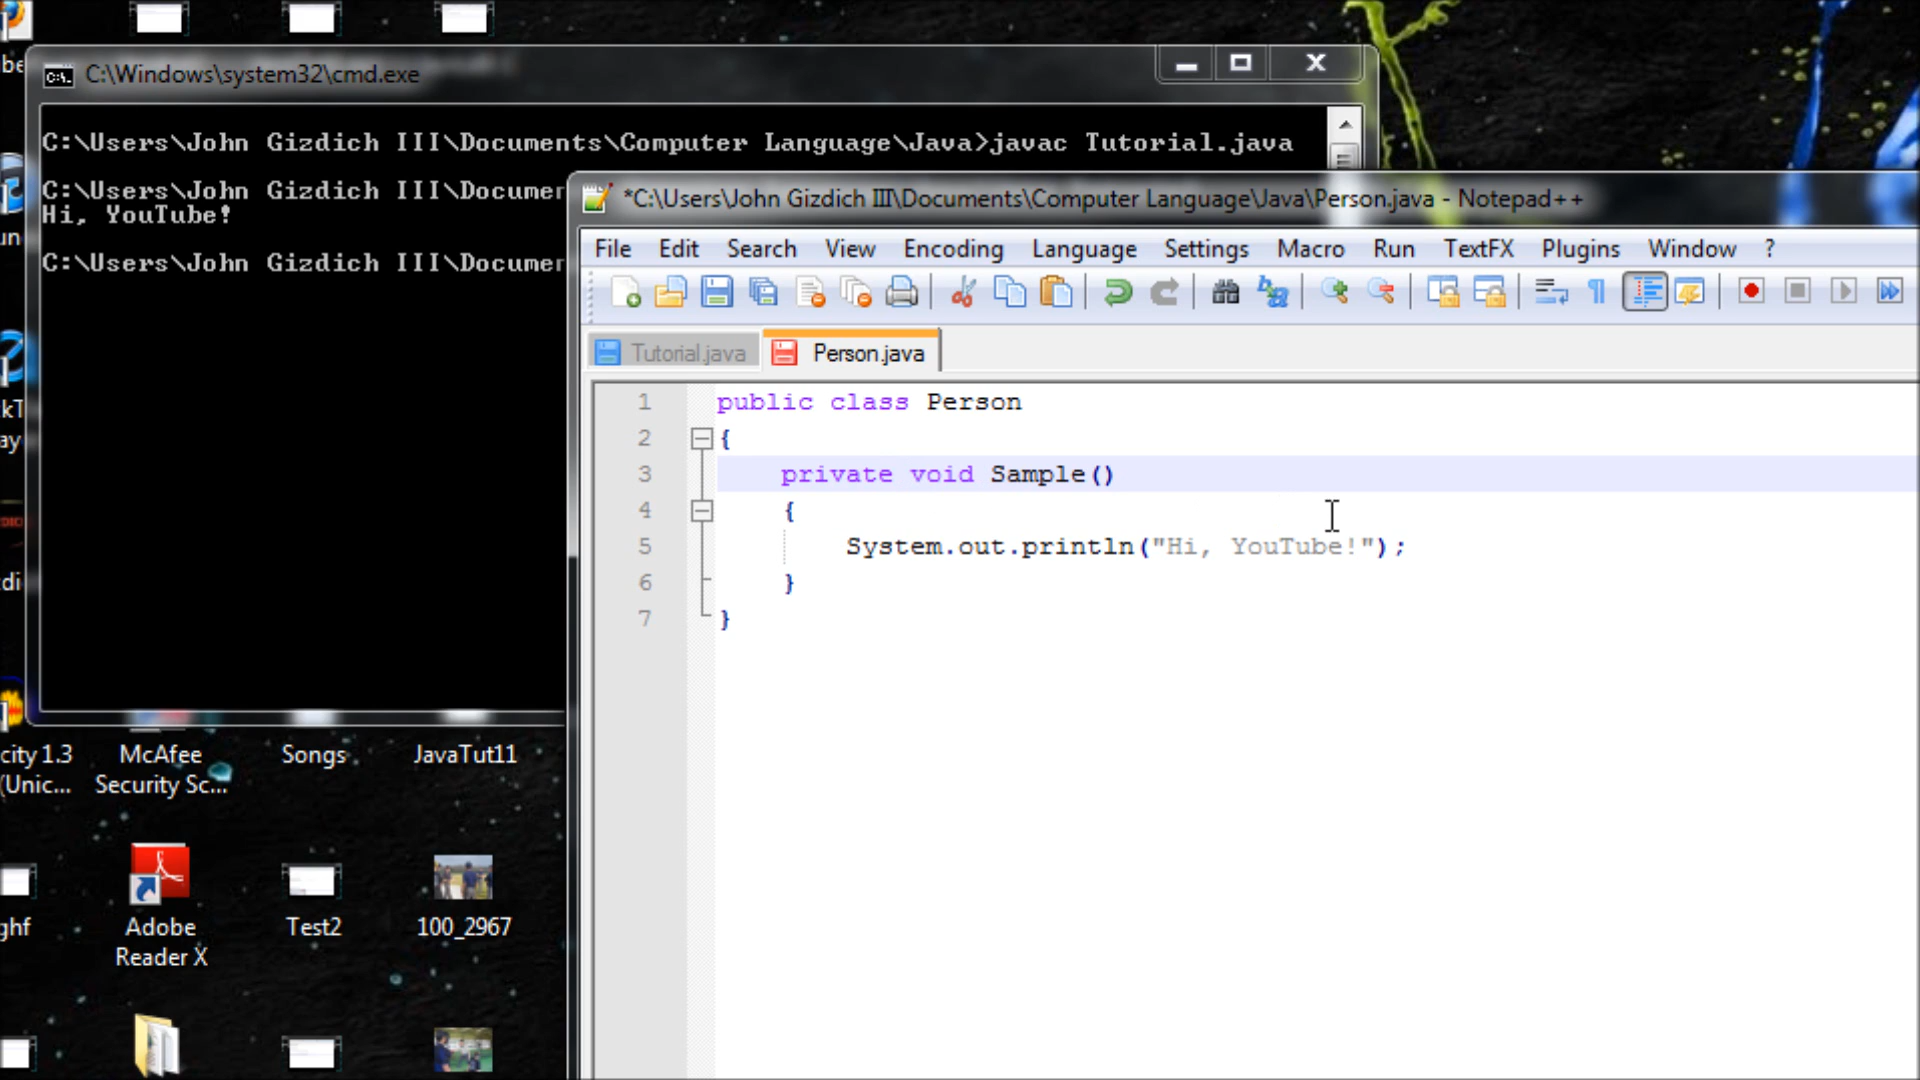 C:\Windows\system32\cmd.exe
C:\Users\John Gizdich III\Documents\Computer Language\Java>javac Tutorial.java
C:\Users\John Gizdich III\Documen
Hi, YouTube!
C:\Users\John Gizdich III\Documen
*C:\Users\John Gizdich III\Documents\Computer Language\Java\Person.java - Notepad++
File Edit Search View Encoding Language Settings Macro Run TextFX Plugins Window ?
Tutorial.java Person.java
1 public class Person
2 {
3 private void Sample()
4 {
5 System.out.println("Hi, YouTube!");
6 }
7 }
city 1.3 McAfee Songs JavaTut11
(Unic... Security Sc...
ghf Adobe Test2 100_2967
Reader X